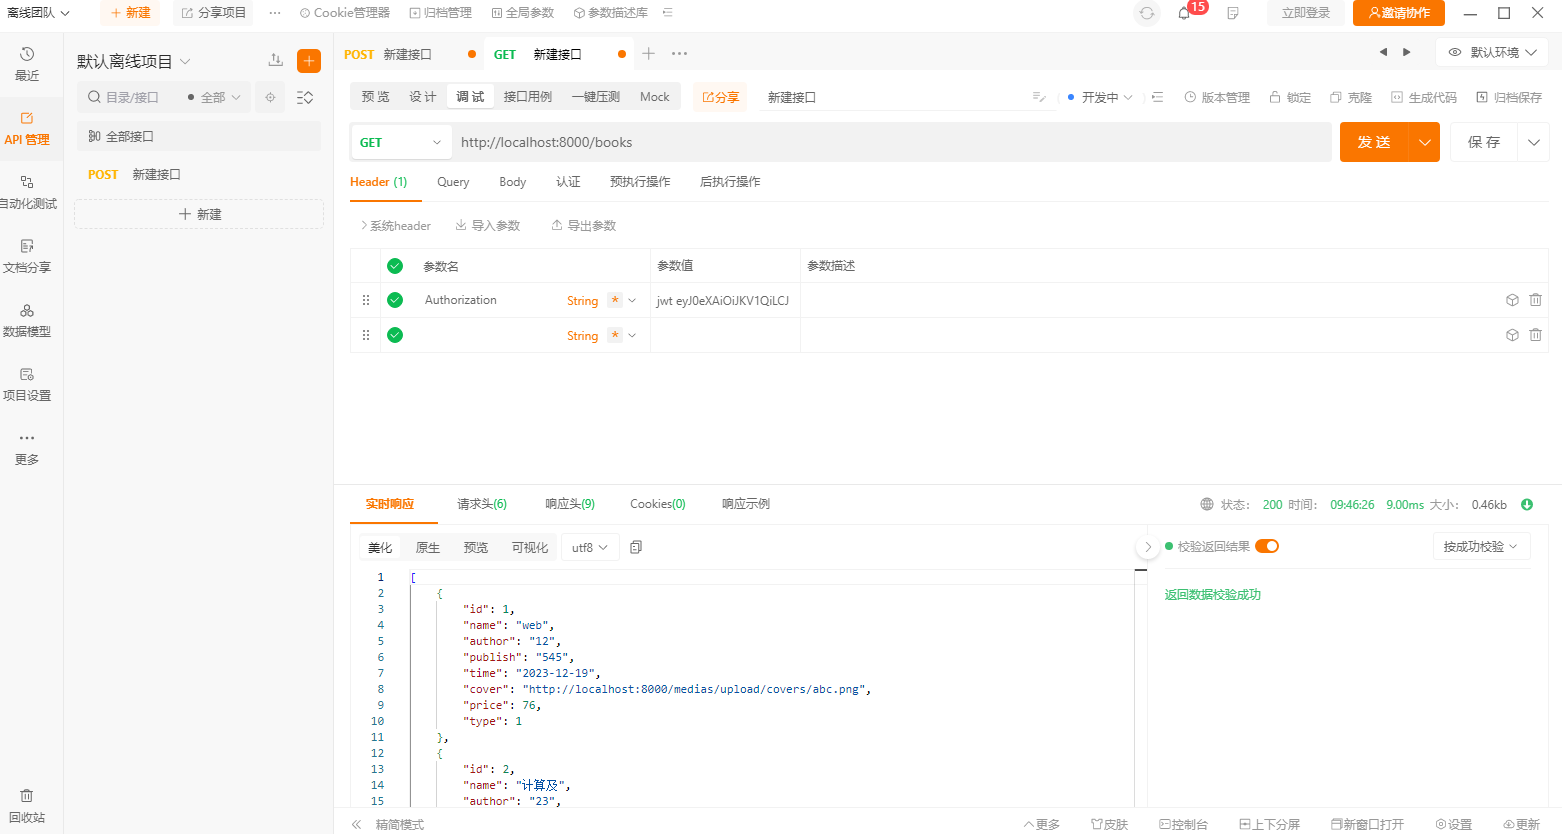 离线团队 新建 分享项目 ··· Cookie管理器 归档管理 全局参数 参数描述库 15 立即登录 邀请协作
最近
API 管理
自动化测试
文档分享
数据模型
项目设置
更多
回收站
默认离线项目
目录/接口 全部
全部接口
POST 新建接口
新建
POST 新建接口 GET 新建接口 默认环境
预 览 设 计 调 试 接口用例 一键压测 Mock 分享 新建接口 开发中 版本管理 锁定 克隆 生成代码 归档保存
GET http://localhost:8000/books 发 送 保 存
Header (1) Query Body 认证 预执行操作 后执行操作
系统header 导入参数 导出参数
参数名 参数值 参数描述
Authorization String * jwt eyJ0eXAiOiJKV1QiLCJ
String *
实时响应 请求头(6) 响应头(9) Cookies(0) 响应示例 状态: 200 时间: 09:46:26 9.00ms 大小: 0.46kb
美化 原生 预览 可视化 utf8 校验返回结果 按成功校验
返回数据校验成功
1 [
2 {
3 "id": 1,
4 "name": "web",
5 "author": "12",
6 "publish": "545",
7 "time": "2023-12-19",
8 "cover": "http://localhost:8000/medias/upload/covers/abc.png",
9 "price": 76,
10 "type": 1
11 },
12 {
13 "id": 2,
14 "name": "计算及",
15 "author": "23",
精简模式 更多 皮肤 控制台 上下分屏 新窗口打开 设置 更新